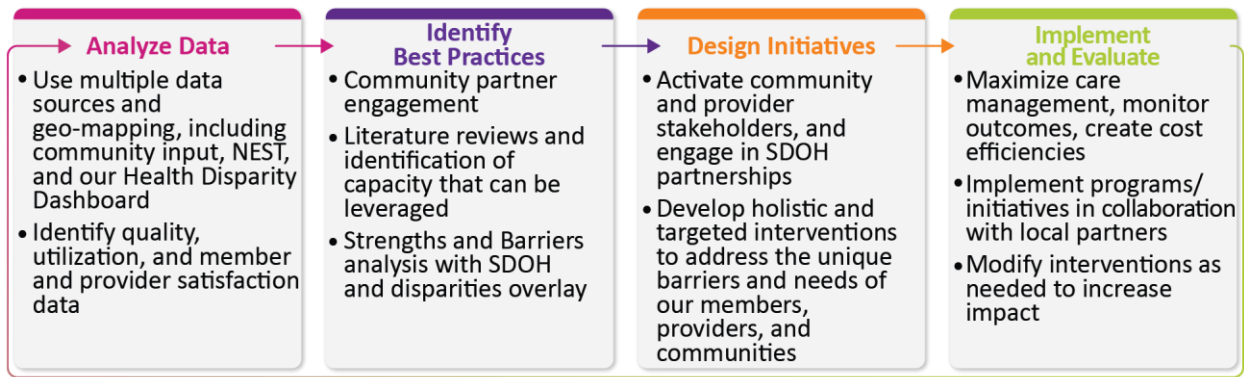 Analyze Data
• Use multiple data
sources and
geo-mapping, including
community input, NEST,
and our Health Disparity
Dashboard
• Identify quality,
utilization, and member
and provider satisfaction
data
Identify
Best Practices
• Community partner
engagement
• Literature reviews and
identification of
capacity that can be
leveraged
• Strengths and Barriers
analysis with SDOH
and disparities overlay
Design Initiatives
• Activate community
and provider
stakeholders, and
engage in SDOH
partnerships
• Develop holistic and
targeted interventions
to address the unique
barriers and needs of
our members,
providers, and
communities
Implement
and Evaluate
• Maximize care
management, monitor
outcomes, create cost
efficiencies
• Implement programs/
initiatives in collaboration
with local partners
• Modify interventions as
needed to increase
impact